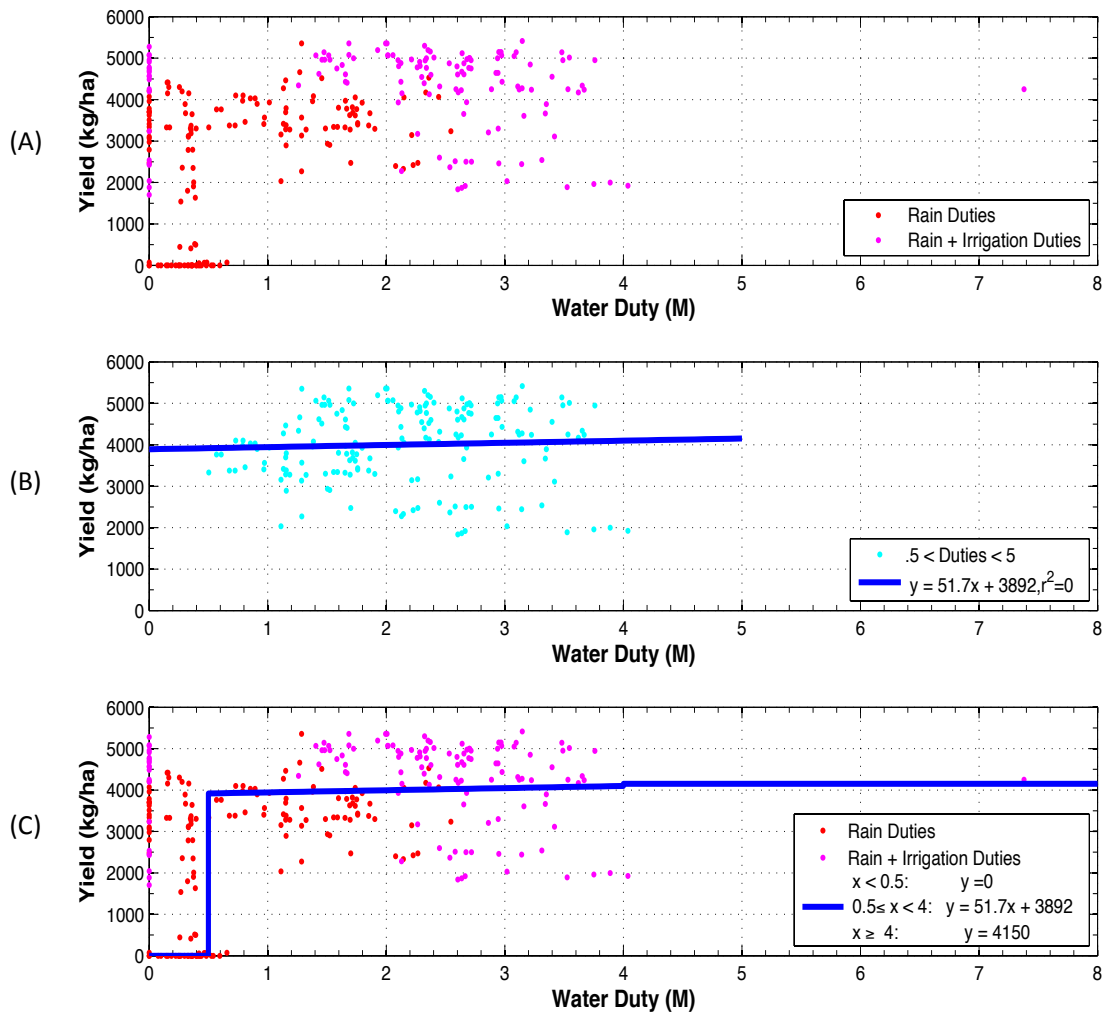 (A)
Yield (kg/ha)
6000
5000
4000
3000
2000
1000
0
0 1 2 3 4 5 6 7 8
Water Duty (M)
Rain Duties
Rain + Irrigation Duties
(B)
Yield (kg/ha)
6000
5000
4000
3000
2000
1000
0
0 1 2 3 4 5 6 7 8
Water Duty (M)
.5 < Duties < 5
y = 51.7x + 3892,r²=0
(C)
Yield (kg/ha)
6000
5000
4000
3000
2000
1000
0
0 1 2 3 4 5 6 7 8
Water Duty (M)
Rain Duties
Rain + Irrigation Duties
x < 0.5: y =0
0.5≤ x < 4: y = 51.7x + 3892
x ≥ 4: y = 4150